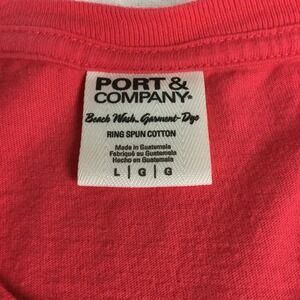 PORT &
COMPANY®
Beach Wash® Garment-Dye
RING SPUN COTTON
Made in Guatemala
Fabriqué au Guatemala
Hecho en Guatemala
L | G | G